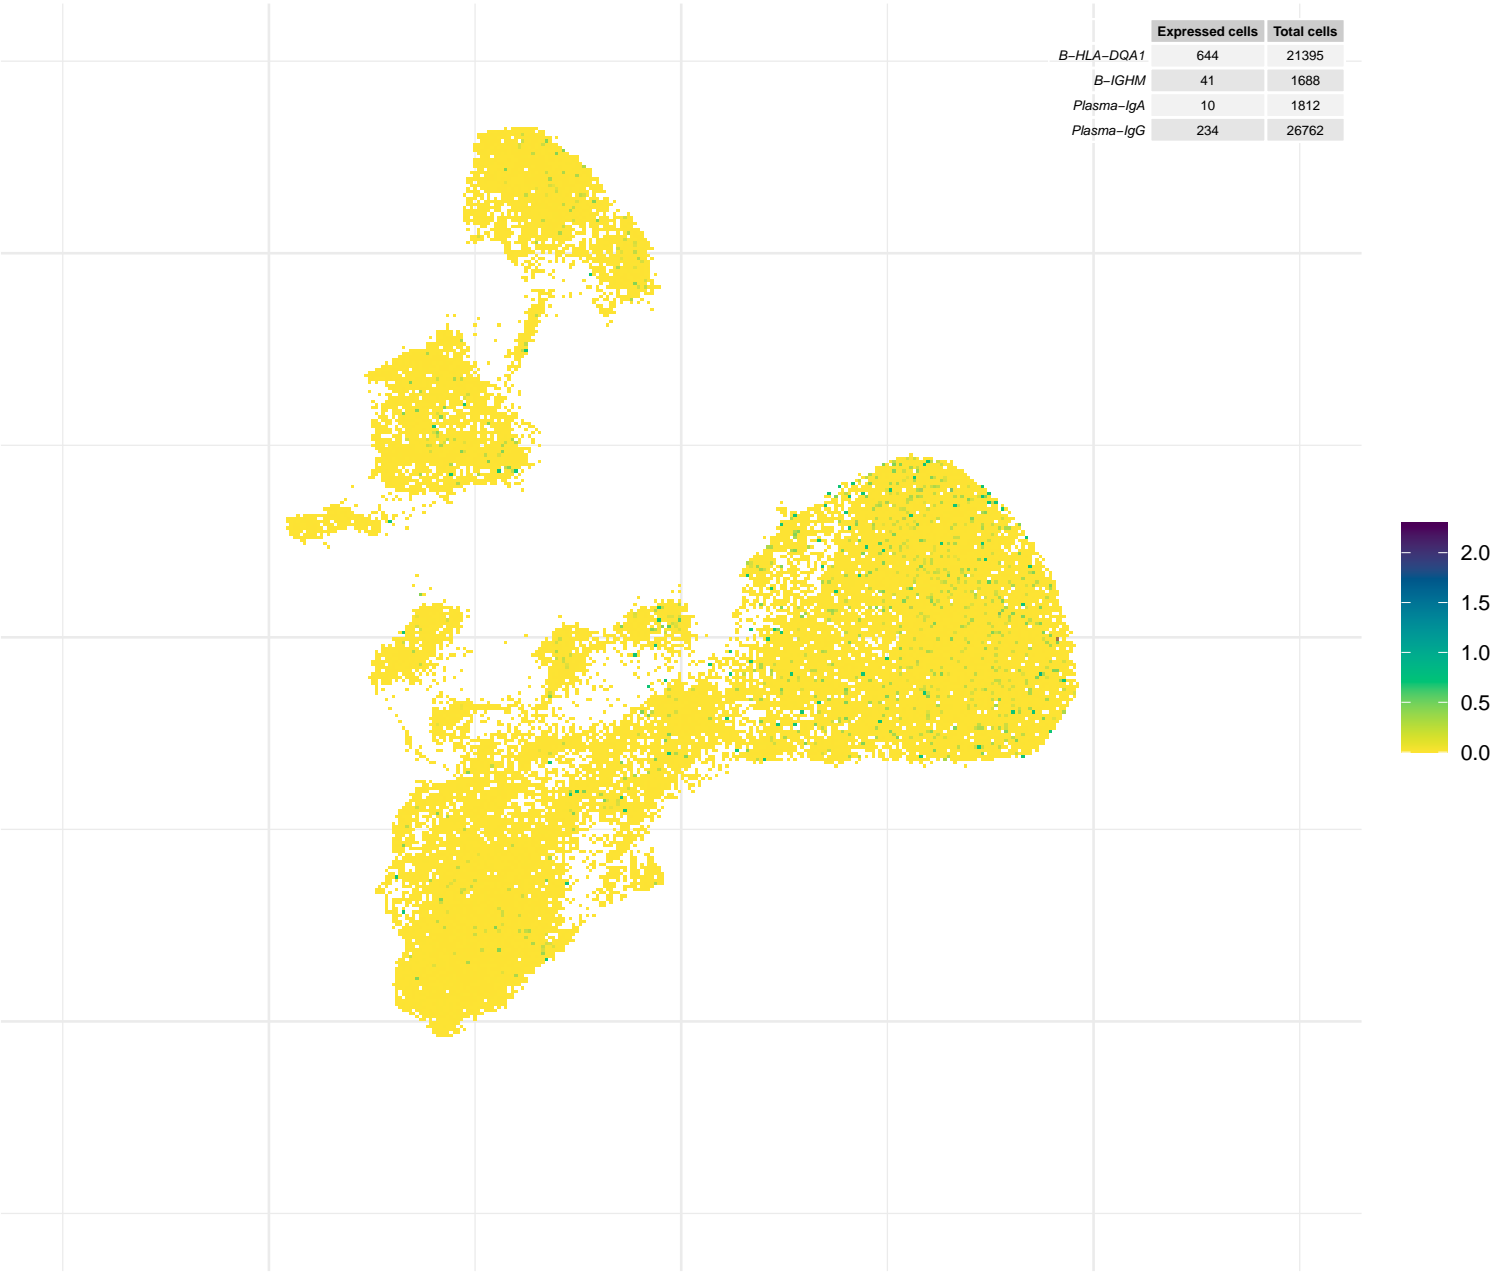 Expressed cells Total cells
B−HLA−DQA1 644 21395
B−IGHM 41 1688
Plasma−IgA 10 1812
Plasma−IgG 234 26762
2.0
1.5
1.0
0.5
0.0